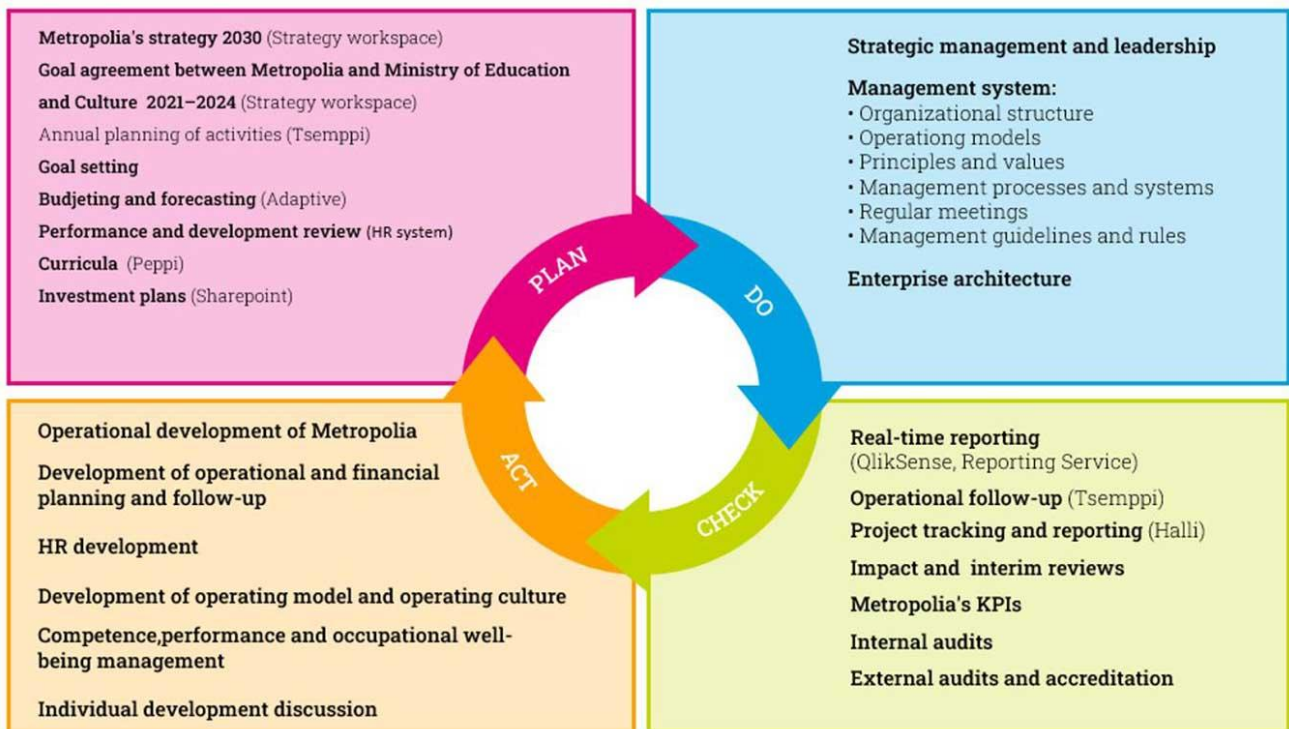 Metropolia's strategy 2030 (Strategy workspace)
Goal agreement between Metropolia and Ministry of Education
and Culture 2021–2024 (Strategy workspace)
Annual planning of activities (Tsemppi)
Goal setting
Budjeting and forecasting (Adaptive)
Performance and development review (HR system)
Curricula (Peppi)
Investment plans (Sharepoint)
Strategic management and leadership
Management system:
• Organizational structure
• Operationg models
• Principles and values
• Management processes and systems
• Regular meetings
• Management guidelines and rules
Enterprise architecture
PLAN
DO
CHECK
ACT
Operational development of Metropolia
Development of operational and financial
planning and follow-up
HR development
Development of operating model and operating culture
Competence,performance and occupational well-
being management
Individual development discussion
Real-time reporting
(QlikSense, Reporting Service)
Operational follow-up (Tsemppi)
Project tracking and reporting (Halli)
Impact and interim reviews
Metropolia's KPIs
Internal audits
External audits and accreditation